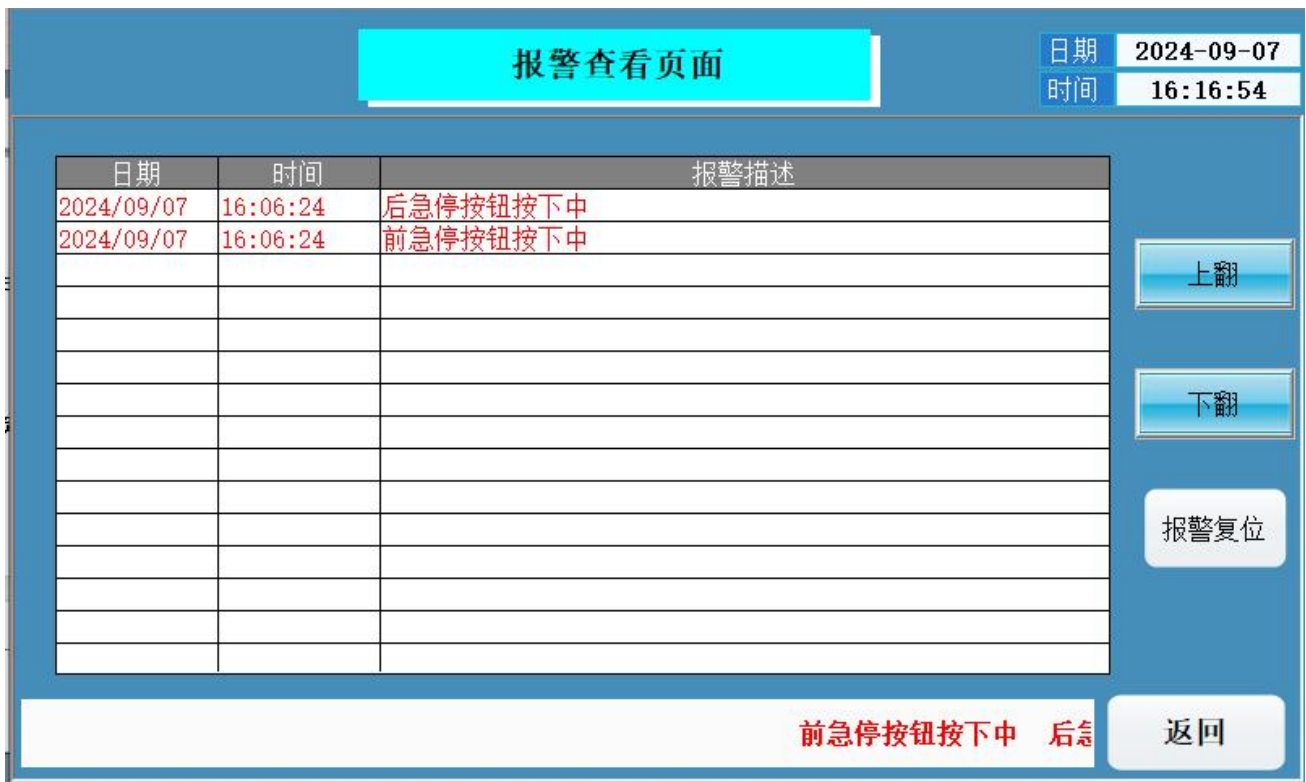 报警查看页面
日期 2024-09-07
时间 16:16:54
日期 时间 报警描述
2024/09/07 16:06:24 后急停按钮按下中
2024/09/07 16:06:24 前急停按钮按下中
上翻
下翻
报警复位
前急停按钮按下中 后急
返回